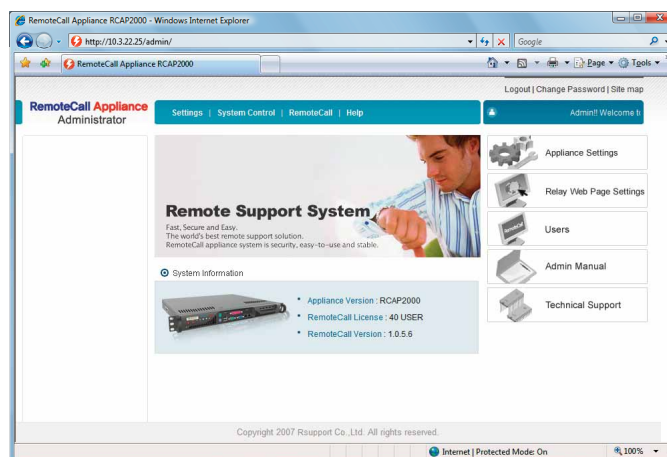 RemoteCall Appliance RCAP2000 - Windows Internet Explorer
http://10.3.22.25/admin/
Google
RemoteCall Appliance RCAP2000
Page
Tools
Logout | Change Password | Site map
RemoteCall Appliance
Administrator
Settings | System Control | RemoteCall | Help
Admin!! Welcome t
Remote Support System
Fast, Secure and Easy.
The world's best remote support solution.
RemoteCall appliance system is security, easy-to-use and stable.
Appliance Settings
Relay Web Page Settings
Users
Admin Manual
Technical Support
System Information
• Appliance Version : RCAP2000
• RemoteCall License : 40 USER
• RemoteCall Version : 1.0.5.6
Copyright 2007 Rsupport Co.,Ltd. All rights reserved.
Internet | Protected Mode: On
100%